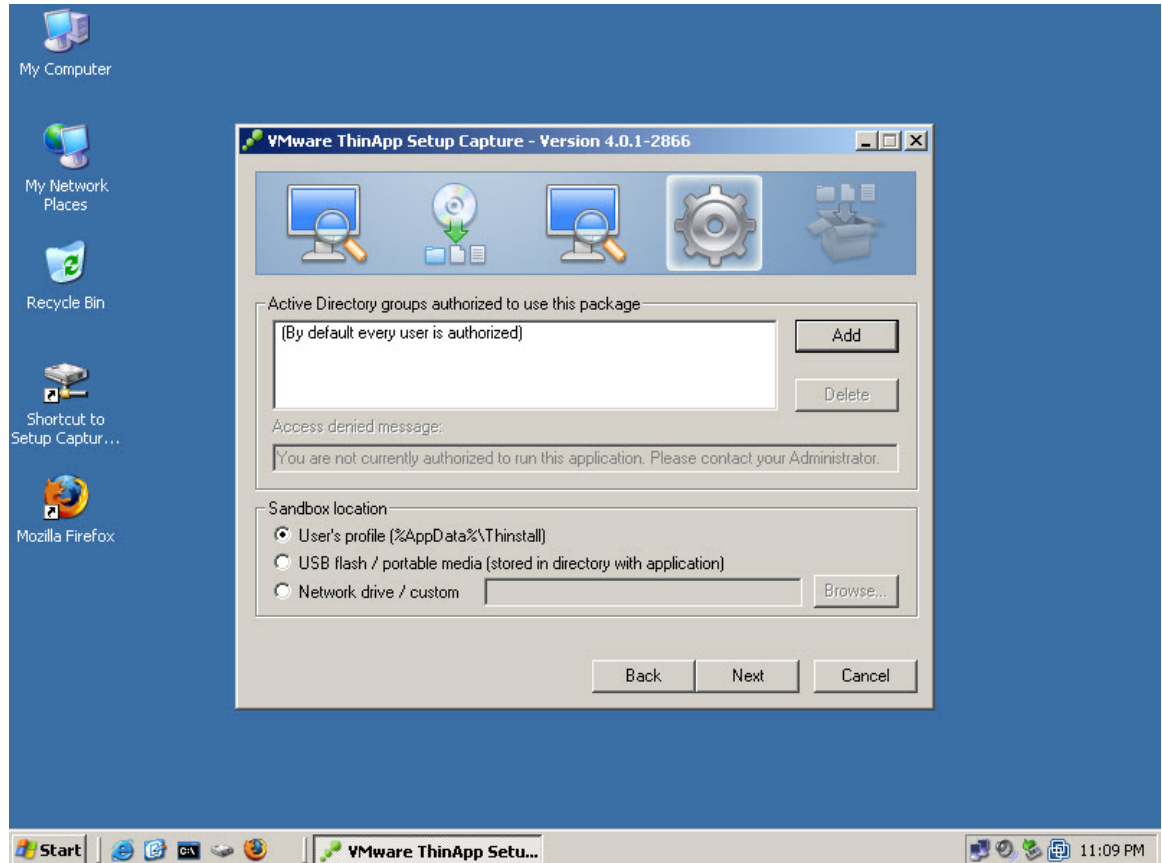 My Computer
My Network
Places
Recycle Bin
Shortcut to
Setup Captur...
Mozilla Firefox
VMware ThinApp Setup Capture - Version 4.0.1-2866
Active Directory groups authorized to use this package
(By default every user is authorized)
Add
Delete
Access denied message:
You are not currently authorized to run this application. Please contact your Administrator.
Sandbox location
User's profile (%AppData%\Thinstall)
USB flash / portable media (stored in directory with application)
Network drive / custom
Browse...
Back
Next
Cancel
Start
C:\
VMware ThinApp Setu...
11:09 PM